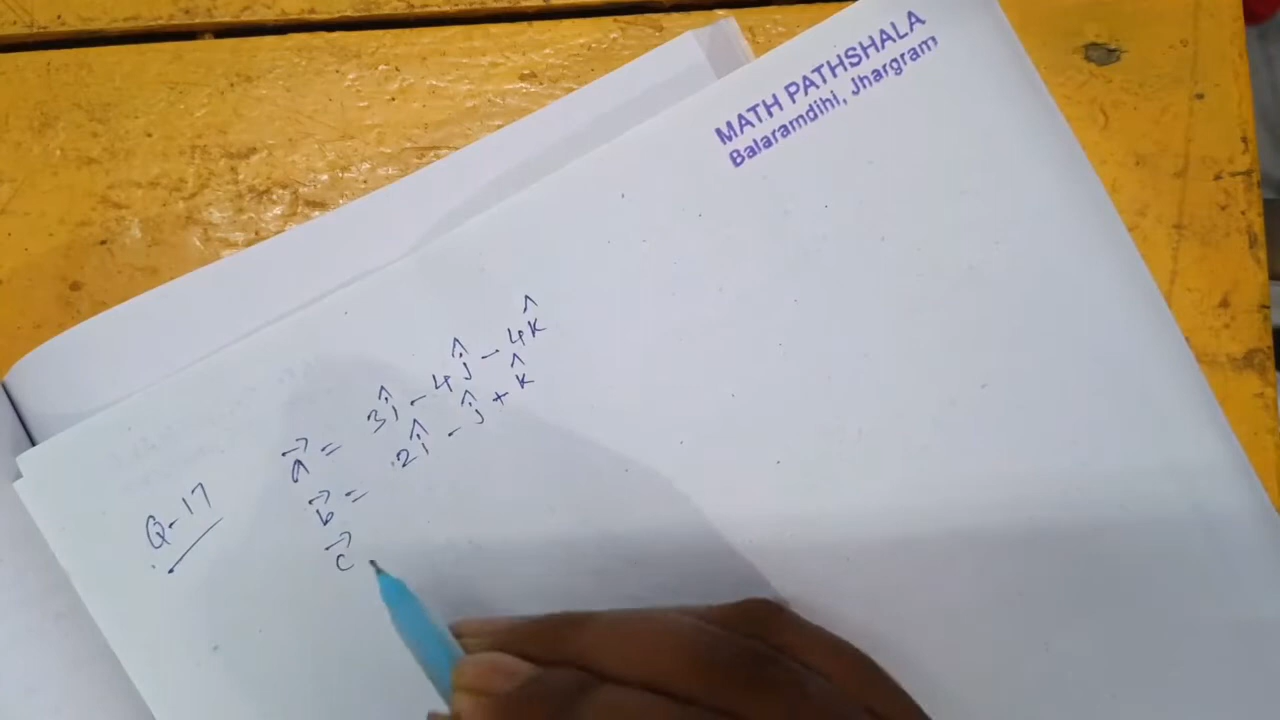 MATH PATHSHALA
Balaramdihi, Jhargram
Q-17
a⃗ = 3î - 4ĵ - 4k̂
b⃗ = 2î - ĵ + k̂
c⃗